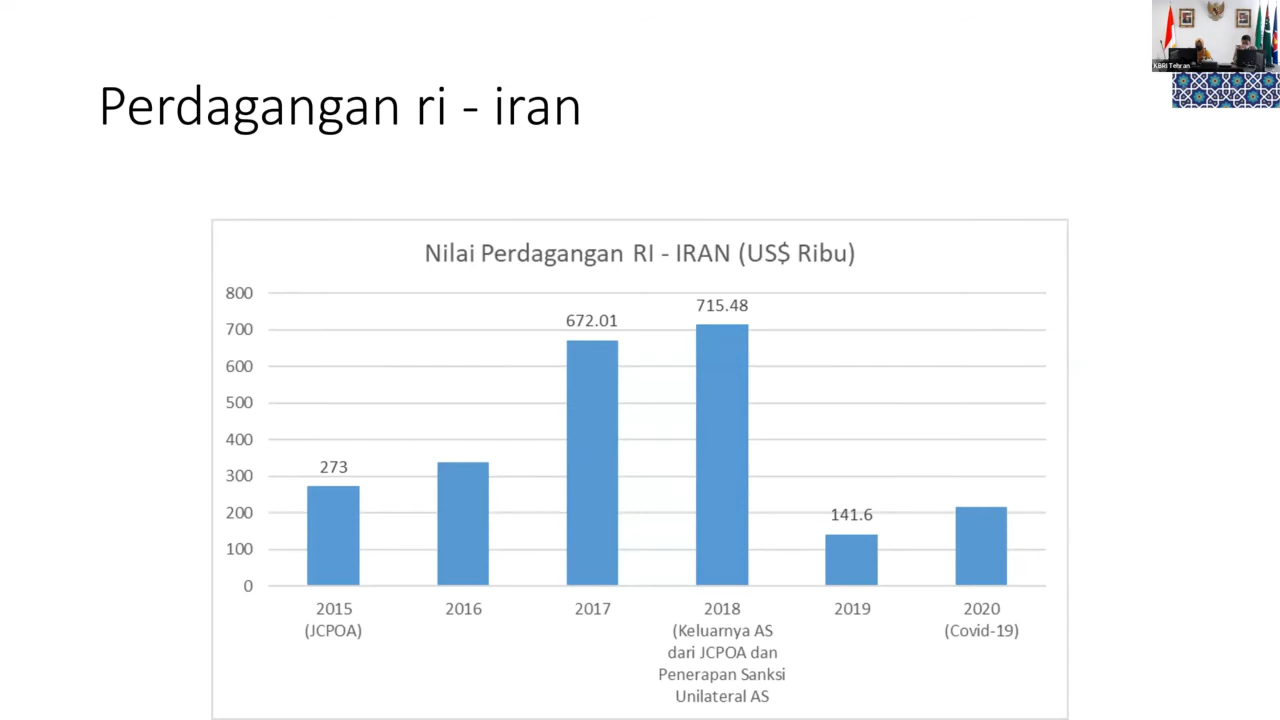 KBRI Tehran
Perdagangan ri - iran
Nilai Perdagangan RI - IRAN (US$ Ribu)
800
700
600
500
400
300
200
100
0
273
672.01
715.48
141.6
2015
(JCPOA)
2016
2017
2018
(Keluarnya AS
dari JCPOA dan
Penerapan Sanksi
Unilateral AS
2019
2020
(Covid-19)